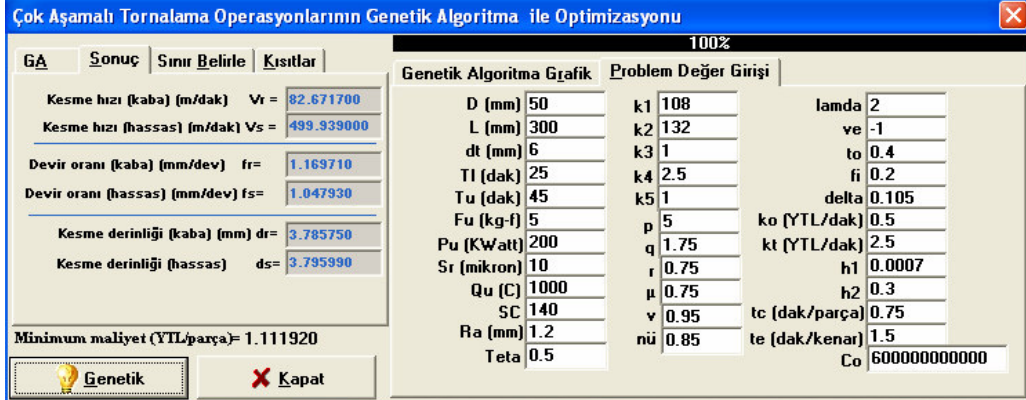 Çok Aşamalı Tornalama Operasyonlarının Genetik Algoritma ile Optimizasyonu
100%
GA Sonuç Sınır Belirle Kısıtlar
Kesme hızı (kaba) (m/dak) Vr = 82.671700
Kesme hızı (hassas) (m/dak) Vs = 499.939000
Devir oranı (kaba) (mm/dev) fr= 1.169710
Devir oranı (hassas) (mm/dev) fs= 1.047930
Kesme derinliği (kaba) (mm) dr= 3.785750
Kesme derinliği (hassas) ds= 3.795990
Minimum maliyet (YTL/parça)= 1.111920
Genetik Kapat
Genetik Algoritma Grafik Problem Değer Girişi
D (mm) 50
L (mm) 300
dt (mm) 6
Tl (dak) 25
Tu (dak) 45
Fu (kg-f) 5
Pu (KWatt) 200
Sr (mikron) 10
Qu (C) 1000
SC 140
Ra (mm) 1.2
Teta 0.5
k1 108
k2 132
k3 1
k4 2.5
k5 1
p 5
q 1.75
r 0.75
µ 0.75
v 0.95
nü 0.85
lamda 2
ve -1
to 0.4
fi 0.2
delta 0.105
ko (YTL/dak) 0.5
kt (YTL/dak) 2.5
h1 0.0007
h2 0.3
tc (dak/parça) 0.75
te (dak/kenar) 1.5
Co 600000000000